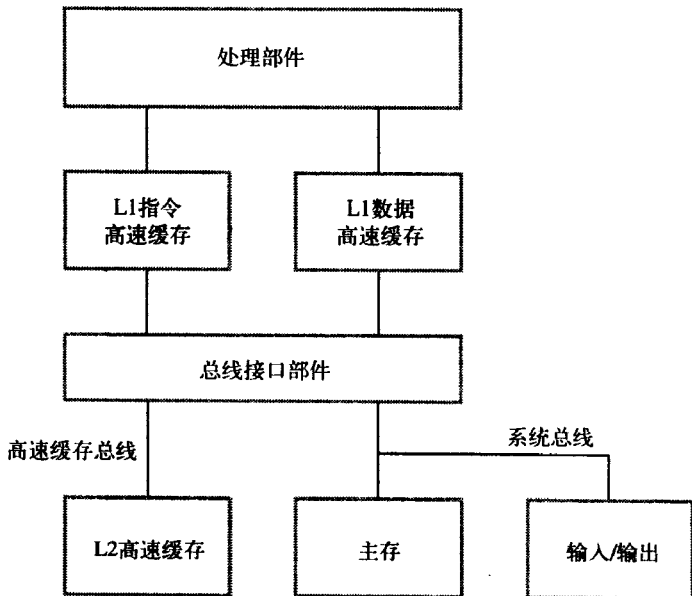 处理部件
L1指令
高速缓存
L1数据
高速缓存
总线接口部件
高速缓存总线
系统总线
L2高速缓存
主存
输入/输出